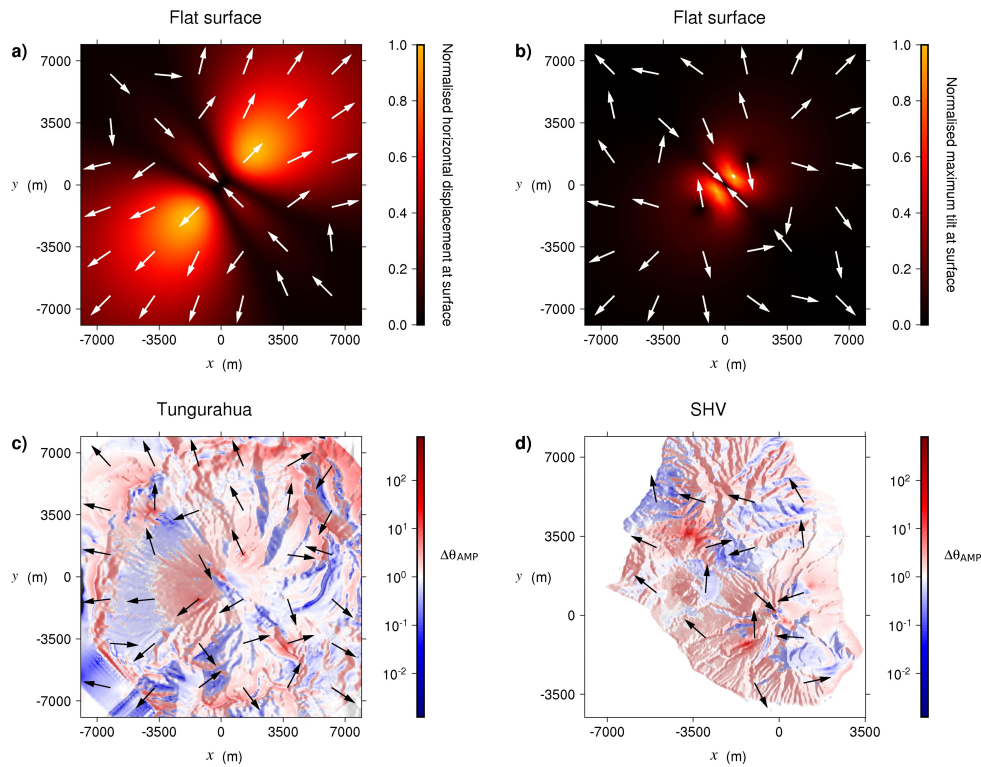 Flat surface
a)
7000
3500
0
-3500
-7000
y (m)
-7000 -3500 0 3500 7000
x (m)
1.0
0.8
0.6
0.4
0.2
0.0
Normalised horizontal displacement at surface
Flat surface
b)
7000
3500
0
-3500
-7000
y (m)
-7000 -3500 0 3500 7000
x (m)
1.0
0.8
0.6
0.4
0.2
0.0
Normalised maximum tilt at surface
Tungurahua
c)
7000
3500
0
-3500
-7000
y (m)
-7000 -3500 0 3500 7000
x (m)
10²
10¹
10⁰
10⁻¹
10⁻²
ΔθAMP
SHV
d)
7000
3500
0
-3500
y (m)
-7000 -3500 0 3500
x (m)
10²
10¹
10⁰
10⁻¹
10⁻²
ΔθAMP